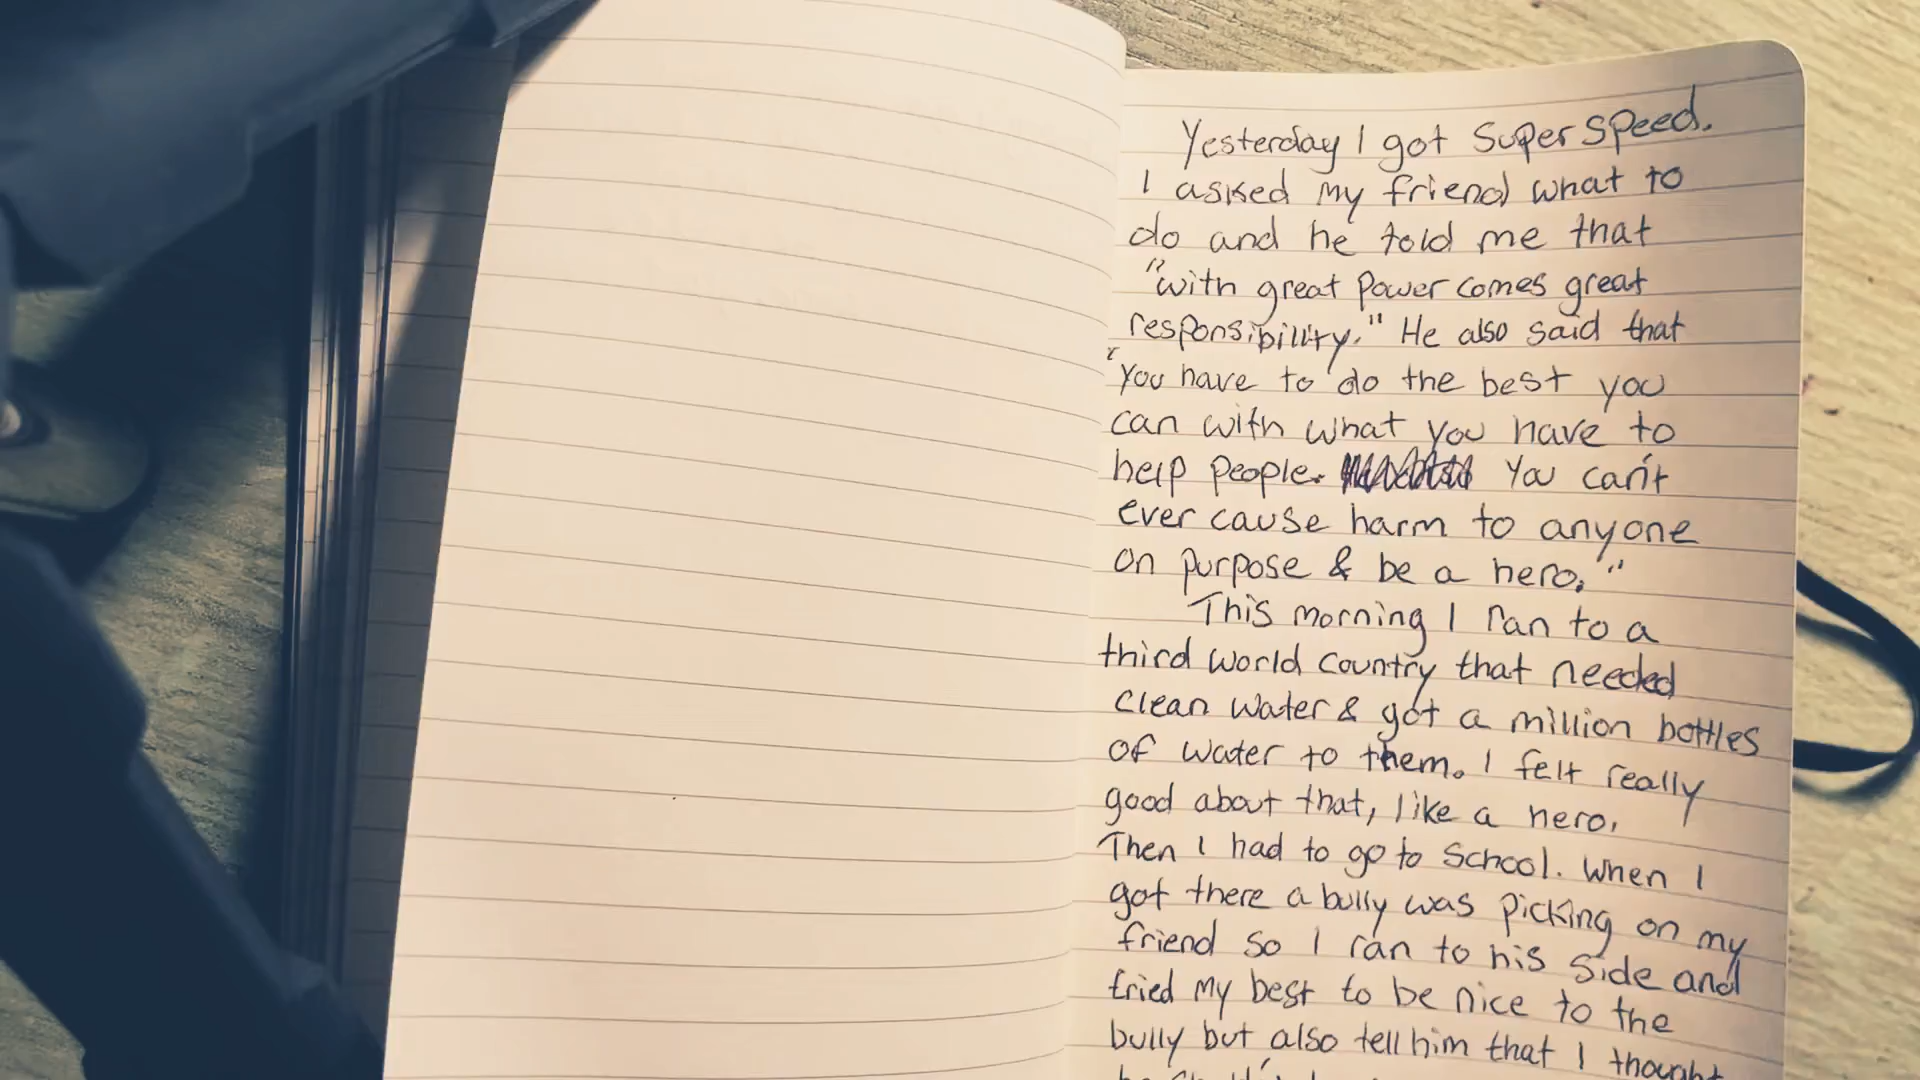 Yesterday I got Super Speed.
I asked my friend what to
do and he told me that
"with great Power comes great
responsibility." He also said that
"You have to do the best you
can with what you have to
help people. You can't
ever cause harm to anyone
on purpose & be a hero."
This morning I ran to a
third world country that needed
clean water & got a million bottles
of water to them. I felt really
good about that, like a hero.
Then I had to go to School. When I
got there a bully was picking on my
friend so I ran to his side and
tried my best to be nice to the
bully but also tell him that I thought